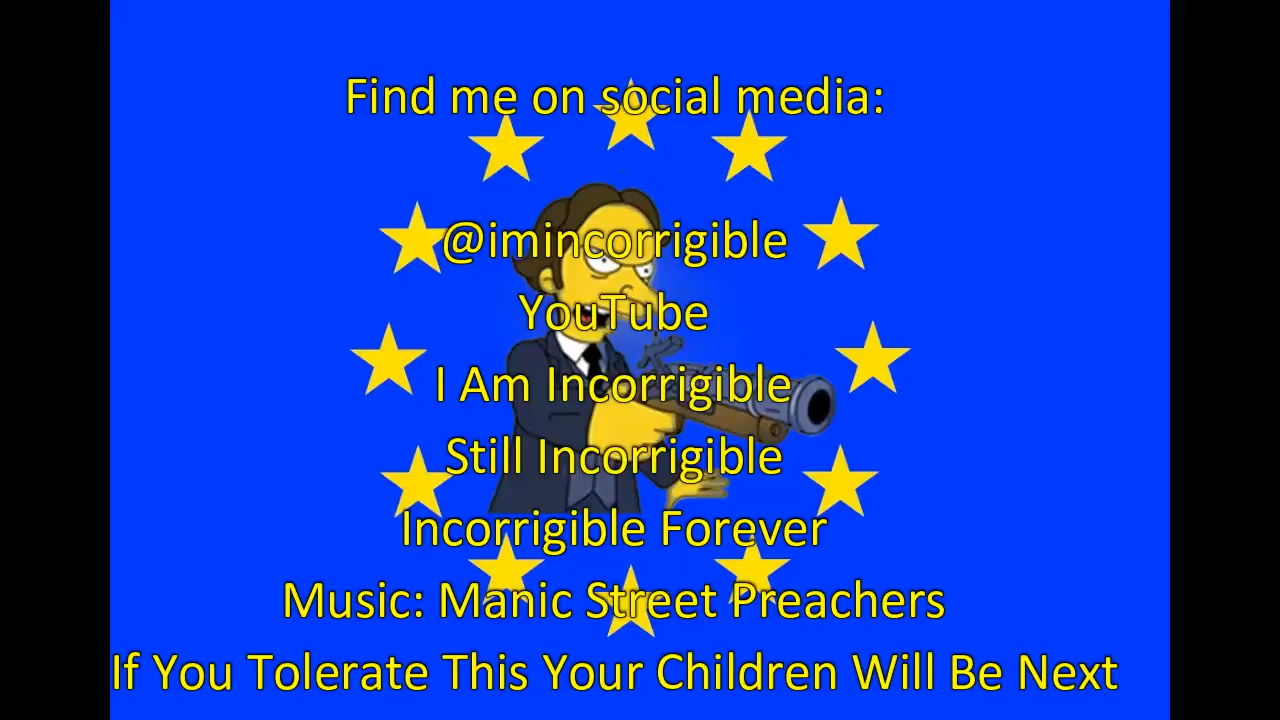 Find me on social media:
@imincorrigible
YouTube
I Am Incorrigible
Still Incorrigible
Incorrigible Forever
Music: Manic Street Preachers
If You Tolerate This Your Children Will Be Next